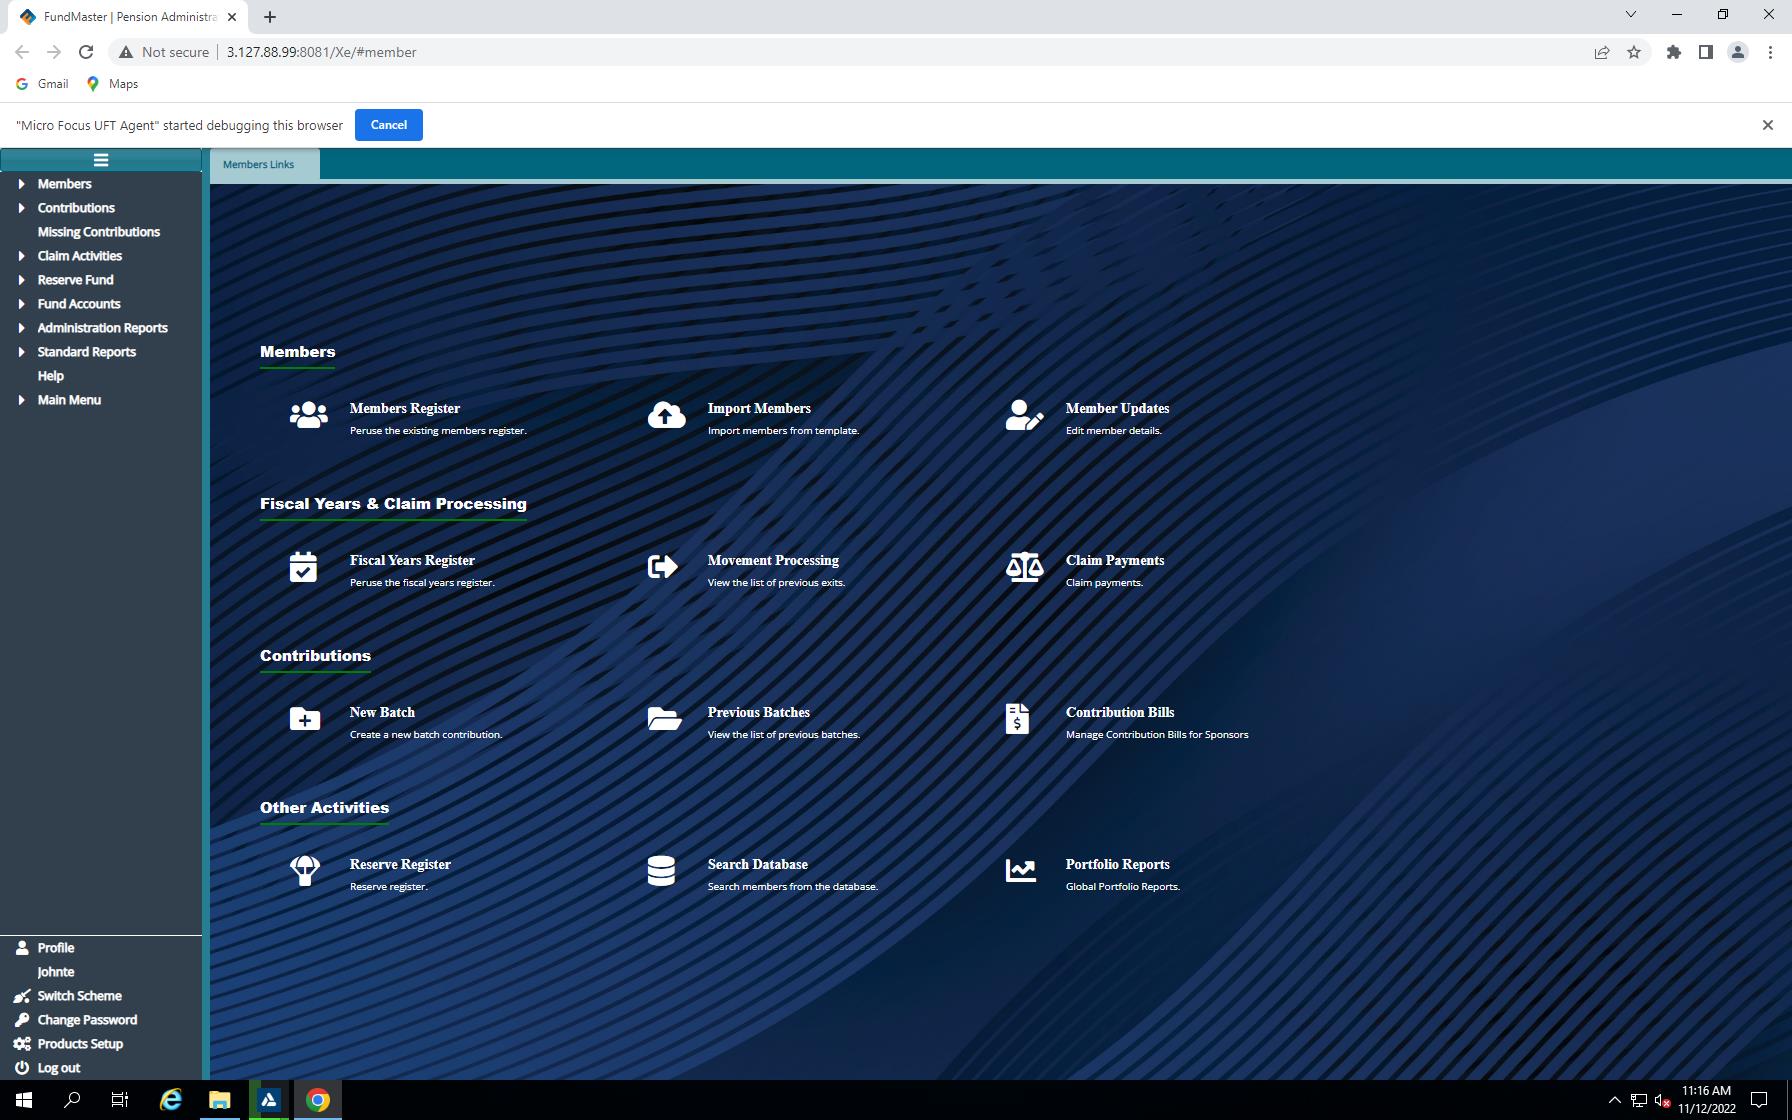 FundMaster | Pension Administra
Not secure
3.127.88.99:8081/Xe/#member
Gmail
Maps
"Micro Focus UFT Agent" started debugging this browser
Cancel
Members Links
Members
Contributions
Missing Contributions
Claim Activities
Reserve Fund
Fund Accounts
Administration Reports
Standard Reports
Help
Main Menu
Members
Members Register
Peruse the existing members register.
Import Members
Import members from template.
Member Updates
Edit member details.
Fiscal Years & Claim Processing
Fiscal Years Register
Peruse the fiscal years register.
Movement Processing
View the list of previous exits.
Claim Payments
Claim payments.
Contributions
New Batch
Create a new batch contribution.
Previous Batches
View the list of previous batches.
Contribution Bills
Manage Contribution Bills for Sponsors
Other Activities
Reserve Register
Reserve register.
Search Database
Search members from the database.
Portfolio Reports
Global Portfolio Reports.
Profile
Johnte
Switch Scheme
Change Password
Products Setup
Log out
11:16 AM
11/12/2022